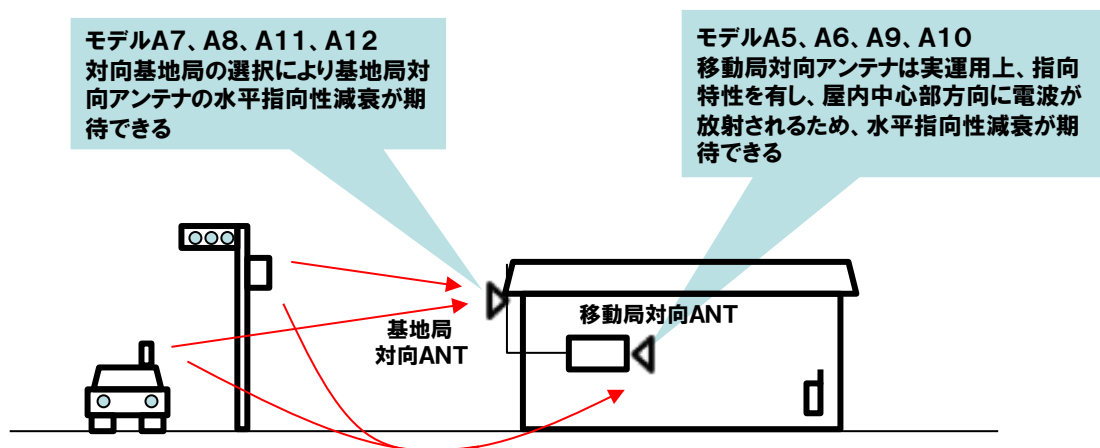 モデルA7、A8、A11、A12
対向基地局の選択により基地局対
向アンテナの水平指向性減衰が期
待できる
モデルA5、A6、A9、A10
移動局対向アンテナは実運用上、指向
特性を有し、屋内中心部方向に電波が
放射されるため、水平指向性減衰が期
待できる
基地局
対向ANT
移動局対向ANT